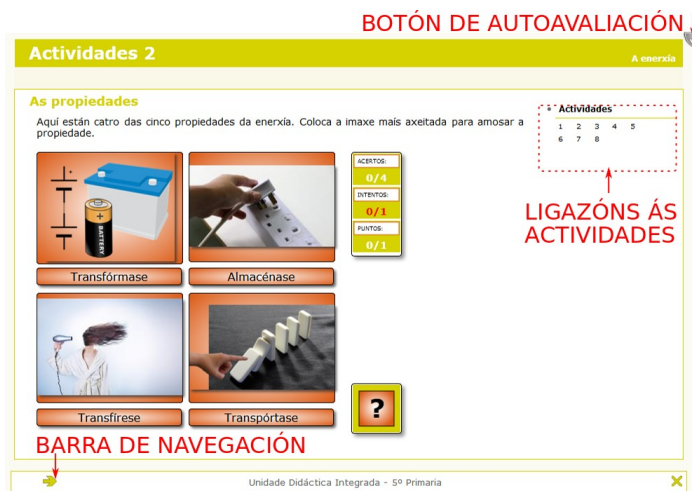 BOTÓN DE AUTOAVALIACIÓN
Actividades 2
A enerxía
As propiedades
Aquí están catro das cinco propiedades da enerxía. Coloca a imaxe maís axeitada para amosar a
propiedade.
Actividades
1 2 3 4 5
6 7 8
LIGAZÓNS ÁS
ACTIVIDADES
BATTERY
ACERTOS:
0/4
INTENTOS:
0/1
PUNTOS:
0/1
Transfórmase
Almacénase
Transfírese
Transpórtase
?
BARRA DE NAVEGACIÓN
Unidade Didáctica Integrada - 5º Primaria